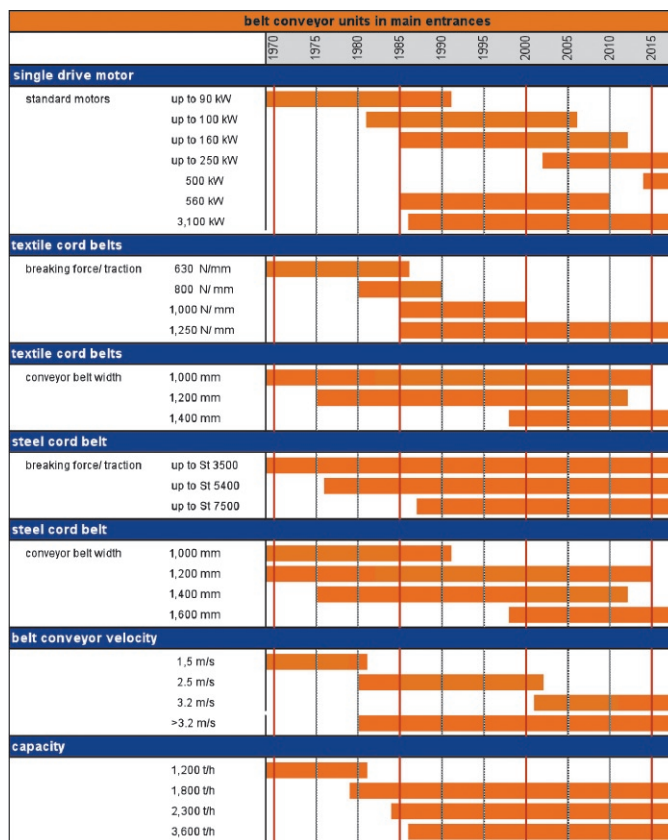 belt conveyor units in main entrances
1970 1975 1980 1985 1990 1995 2000 2005 2010 2015
single drive motor
standard motors up to 90 kW
up to 100 kW
up to 160 kW
up to 250 kW
500 kW
560 kW
3,100 kW
textile cord belts
breaking force/ traction 630 N/mm
800 N/mm
1,000 N/ mm
1,250 N/ mm
textile cord belts
conveyor belt width 1,000 mm
1,200 mm
1,400 mm
steel cord belt
breaking force/ traction up to St 3500
up to St 5400
up to St 7500
steel cord belt
conveyor belt width 1,000 mm
1,200 mm
1,400 mm
1,600 mm
belt conveyor velocity
1,5 m/s
2.5 m/s
3.2 m/s
>3.2 m/s
capacity
1,200 t/h
1,800 t/h
2,300 t/h
3,600 t/h